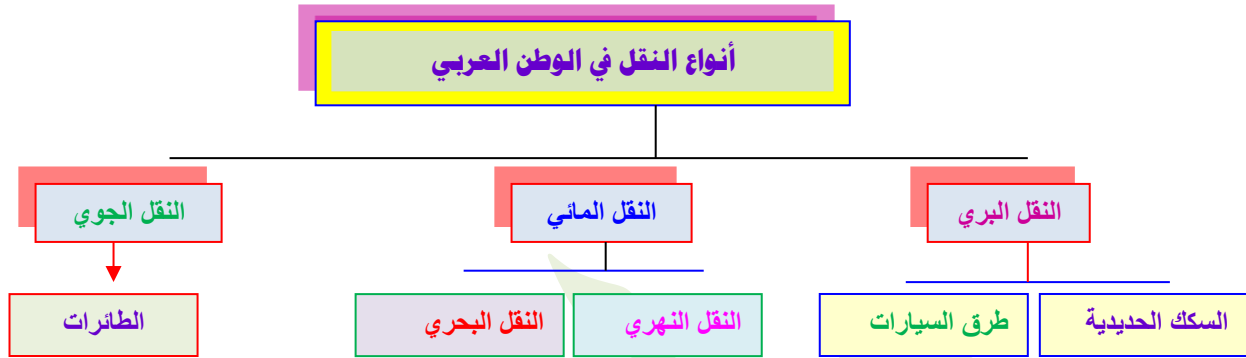 أنواع النقل في الوطن العربي
النقل البري
النقل المائي
النقل الجوي
السكك الحديدية
طرق السيارات
النقل النهري
النقل البحري
الطائرات